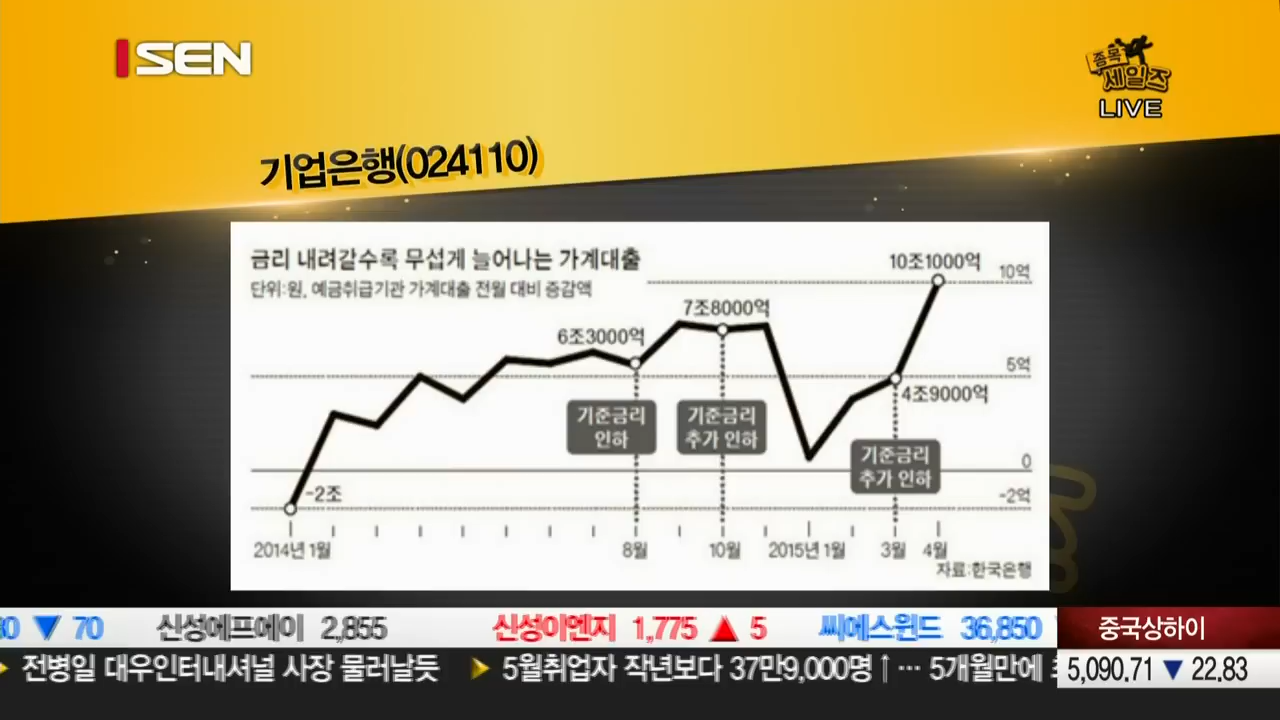 SEN
종목
세일즈
LIVE
기업은행(024110)
금리 내려갈수록 무섭게 늘어나는 가계대출
단위:원, 예금취급기관 가계대출 전월 대비 증감액
10조1000억
10억
7조8000억
6조3000억
5억
4조9000억
기준금리
인하
기준금리
추가 인하
기준금리
추가 인하
0
-2조
-2억
2014년 1월
8월
10월
2015년 1월
3월
4월
자료:한국은행
0 ▼ 70 신성에프에이 2,855 신성이엔지 1,775 ▲ 5 씨에스윈드 36,850
중국상하이
전병일 대우인터내셔널 사장 물러날듯 ▶ 5월취업자 작년보다 37만9,000명↑… 5개월만에
5,090.71 ▼ 22.83